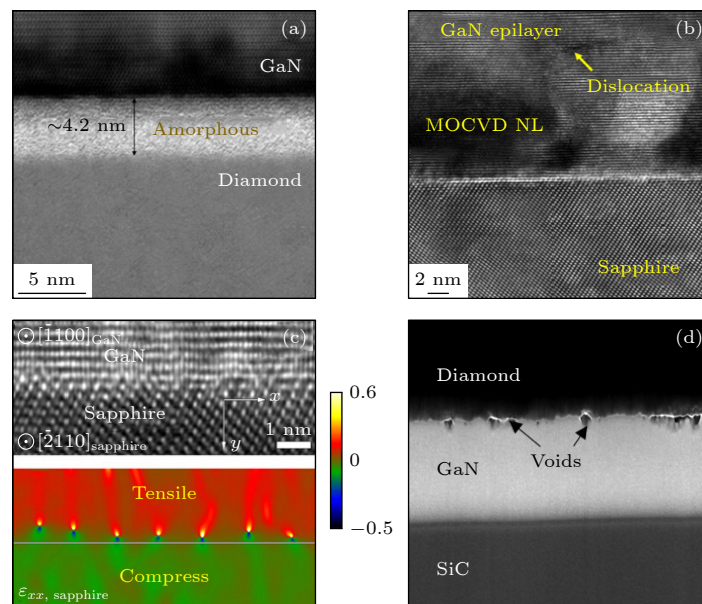 (a)
GaN
~4.2 nm
Amorphous
Diamond
5 nm
(b)
GaN epilayer
Dislocation
MOCVD NL
Sapphire
2 nm
(c)
⊙[1̄100]GaN
GaN
Sapphire
x
y
1 nm
⊙[2̄110]sapphire
0.6
0
−0.5
Tensile
Compress
εxx, sapphire
(d)
Diamond
Voids
GaN
SiC